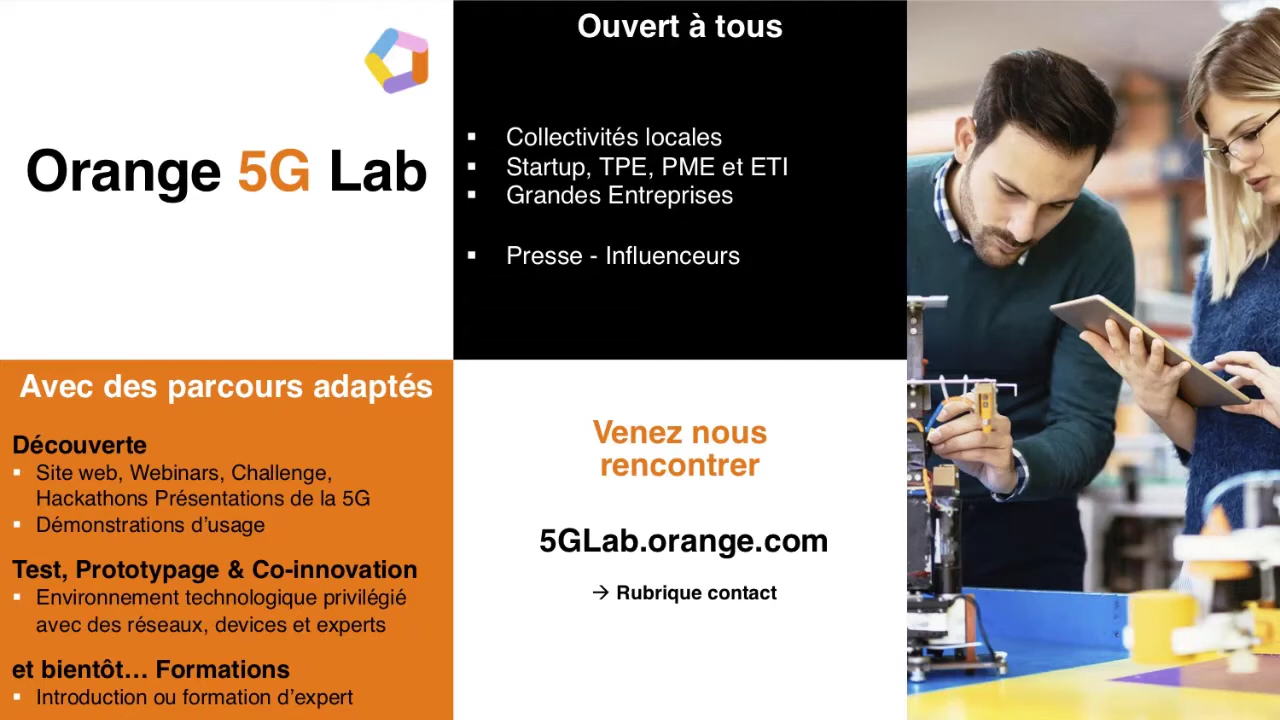 Orange 5G Lab
Ouvert à tous
▪ Collectivités locales
▪ Startup, TPE, PME et ETI
▪ Grandes Entreprises
▪ Presse - Influenceurs
Avec des parcours adaptés
Découverte
▪ Site web, Webinars, Challenge,
Hackathons Présentations de la 5G
▪ Démonstrations d’usage
Test, Prototypage & Co-innovation
▪ Environnement technologique privilégié
avec des réseaux, devices et experts
et bientôt… Formations
▪ Introduction ou formation d’expert
Venez nous
rencontrer
5GLab.orange.com
→ Rubrique contact